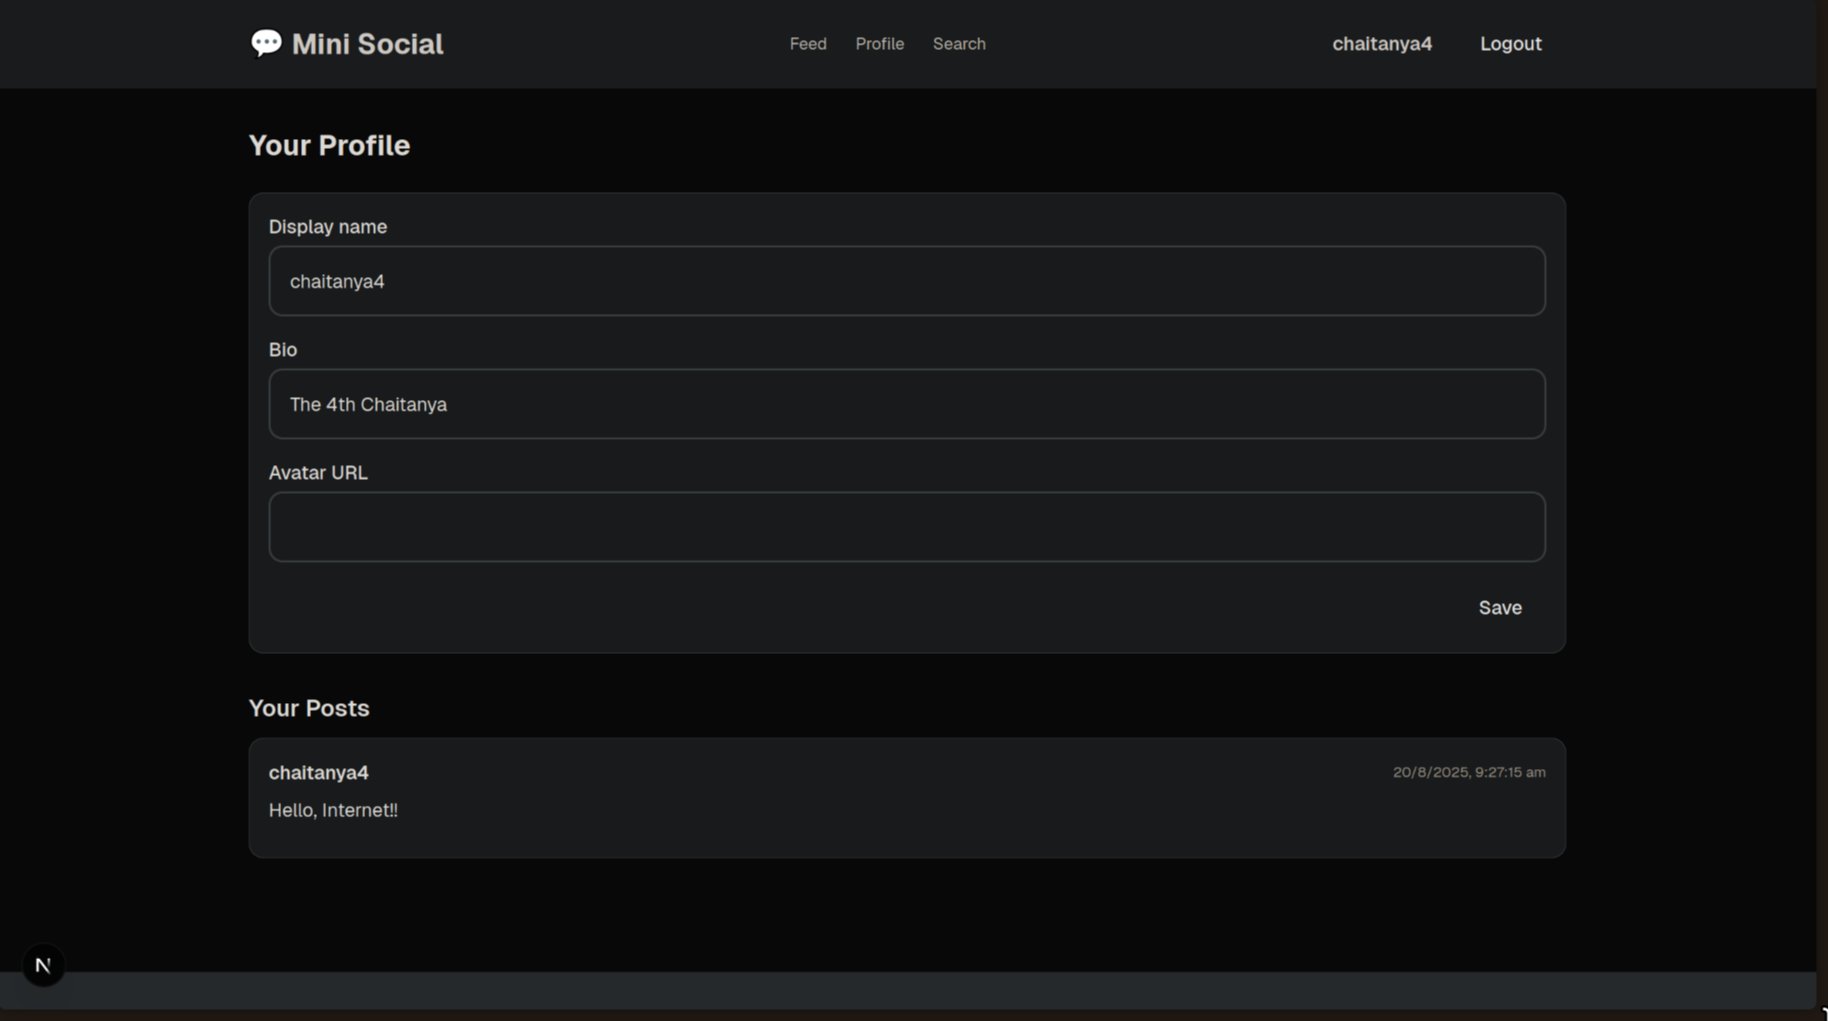 💬 Mini Social
Feed Profile Search
chaitanya4 Logout
Your Profile
Display name
chaitanya4
Bio
The 4th Chaitanya
Avatar URL
Save
Your Posts
chaitanya4 20/8/2025, 9:27:15 am
Hello, Internet!!
N